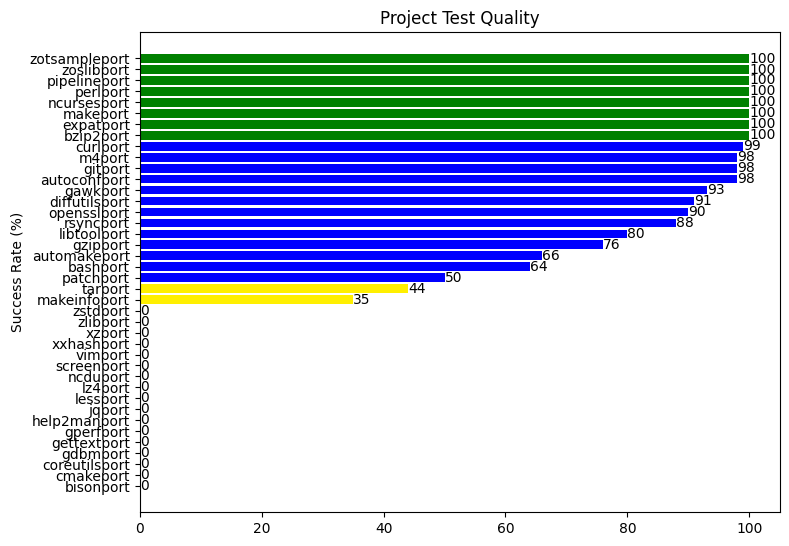 Project Test Quality
Success Rate (%)
zotsampleport 100
zoslibport 100
pipelineport 100
perlport 100
ncursesport 100
makeport 100
expatport 100
bzip2port 100
curlport 99
m4port 98
gitport 98
autoconfport 98
gawkport 93
diffutilsport 91
opensslport 90
rsyncport 88
libtoolport 80
gzipport 76
automakeport 66
bashport 64
patchport 50
tarport 44
makeinfoport 35
zstdport 0
zlibport 0
xzport 0
xxhashport 0
vimport 0
screenport 0
ncduport 0
lz4port 0
lessport 0
jqport 0
help2manport 0
gperfport 0
gettextport 0
gdbmport 0
coreutilsport 0
cmakeport 0
bisonport 0
0 20 40 60 80 100